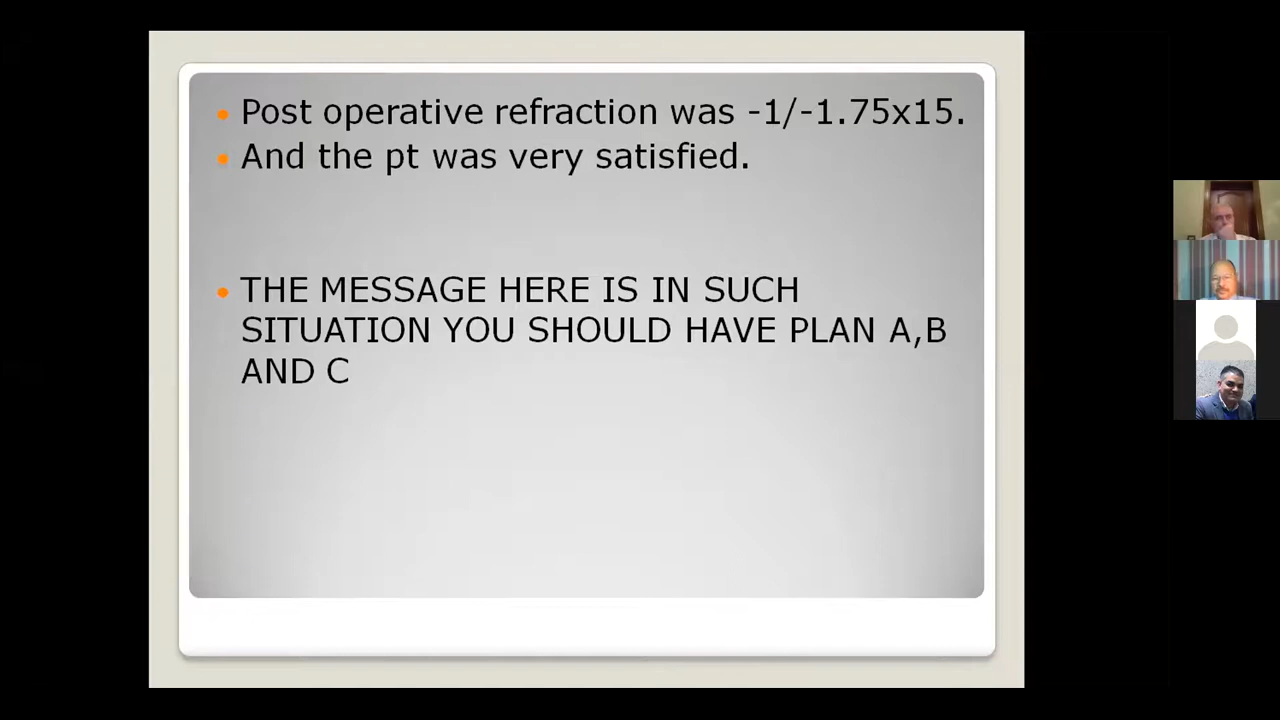 Post operative refraction was -1/-1.75x15.
And the pt was very satisfied.
THE MESSAGE HERE IS IN SUCH
SITUATION YOU SHOULD HAVE PLAN A,B
AND C